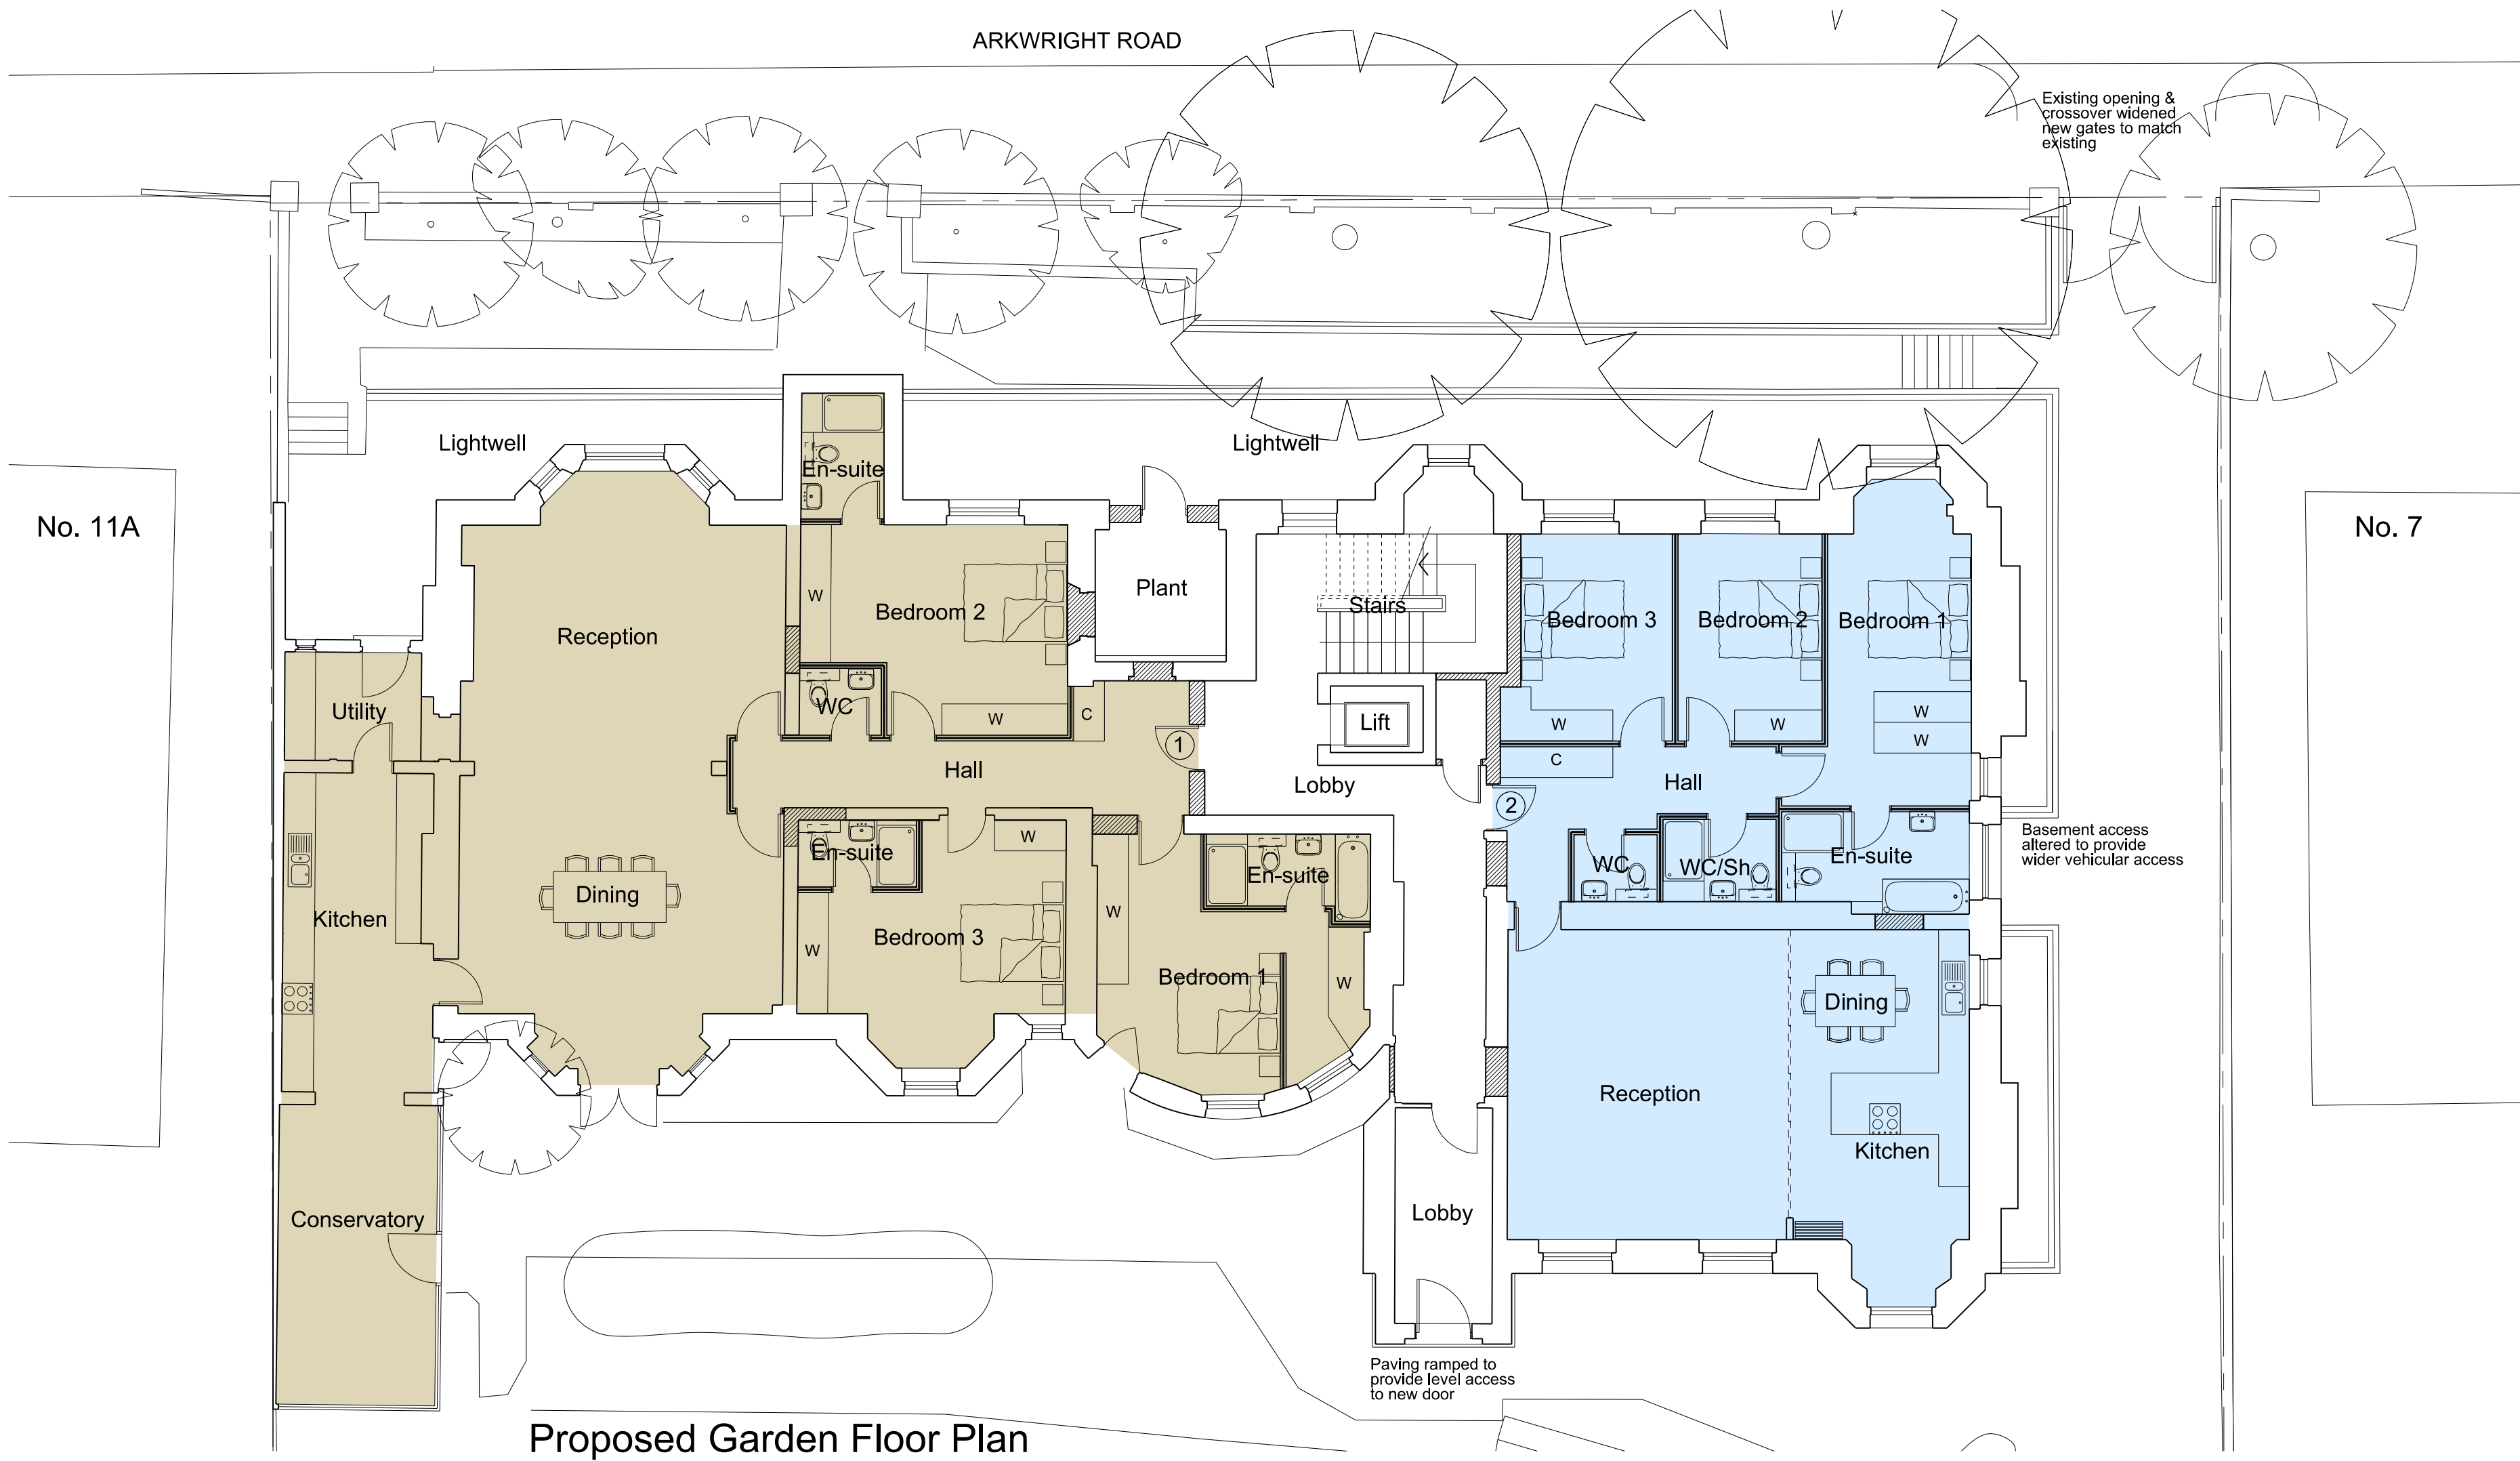 ARKWRIGHT ROAD
Existing opening &
crossover widened
new gates to match
existing
Lightwell
Lightwell
No. 11A
No. 7
En-suite
Plant
W
Bedroom 2
Stairs
Bedroom 3
Bedroom 2
Bedroom 1
Reception
Utility
WC
W
C
Lift
W
W
W
W
1
Hall
Lobby
C
Hall
2
Basement access
altered to provide
wider vehicular access
En-suite
W
En-suite
WC
WC/Sh
En-suite
Dining
Kitchen
W
Bedroom 3
W
Bedroom 1
W
Dining
Reception
Kitchen
Conservatory
Lobby
Paving ramped to
provide level access
to new door
Proposed Garden Floor Plan